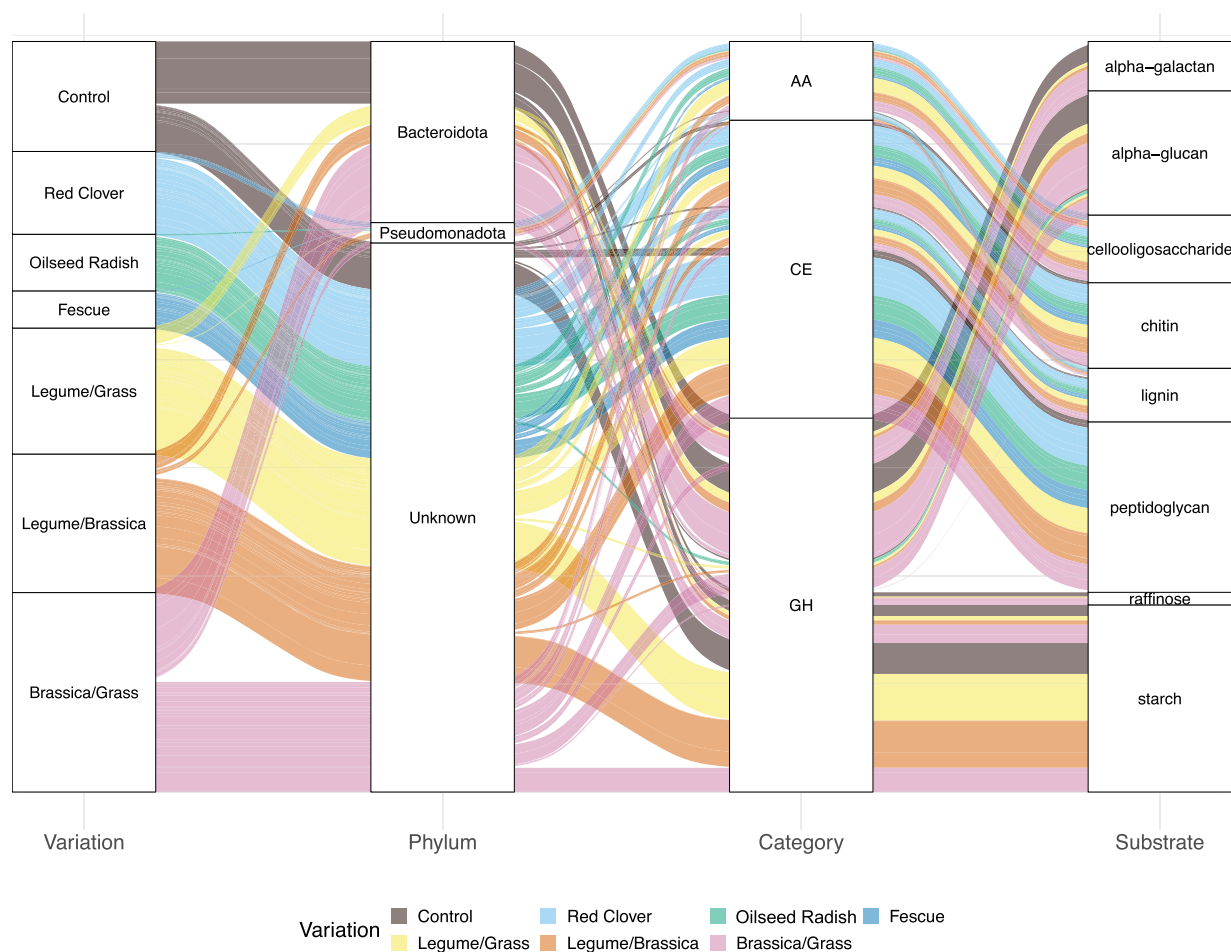 Control
Red Clover
Oilseed Radish
Fescue
Legume/Grass
Legume/Brassica
Brassica/Grass
Bacteroidota
Pseudomonadota
Unknown
AA
CE
GH
alpha−galactan
alpha−glucan
cellooligosaccharide
chitin
lignin
peptidoglycan
raffinose
starch
Variation Phylum Category Substrate
Variation
Control Red Clover Oilseed Radish Fescue
Legume/Grass Legume/Brassica Brassica/Grass